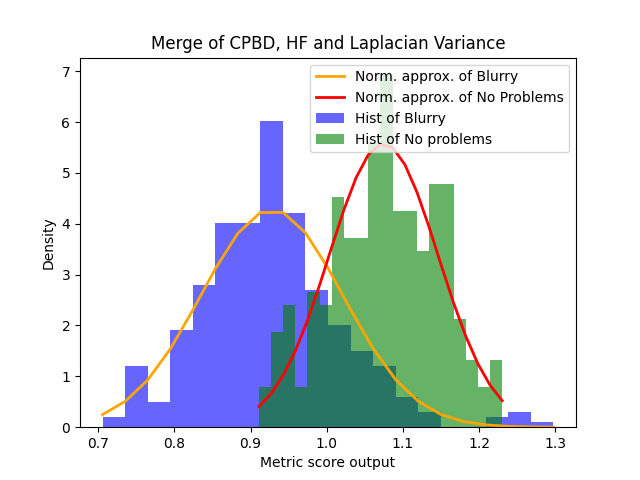 Merge of CPBD, HF and Laplacian Variance
Norm. approx. of Blurry
Norm. approx. of No Problems
Hist of Blurry
Hist of No problems
Density
7
6
5
4
3
2
1
0
0.7 0.8 0.9 1.0 1.1 1.2 1.3
Metric score output